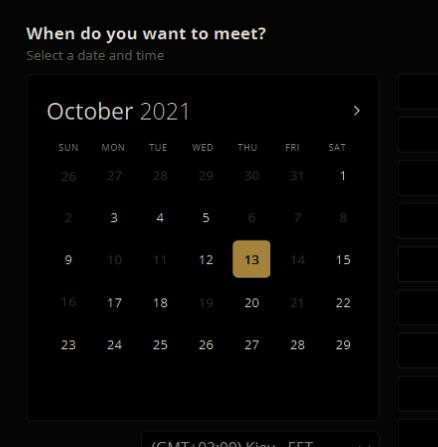 When do you want to meet?
Select a date and time
October 2021
SUN MON TUE WED THU FRI SAT
26 27 28 29 30 31 1
2 3 4 5 6 7 8
9 10 11 12 13 14 15
16 17 18 19 20 21 22
23 24 25 26 27 28 29
(GMT+02:00) Kiev - EET